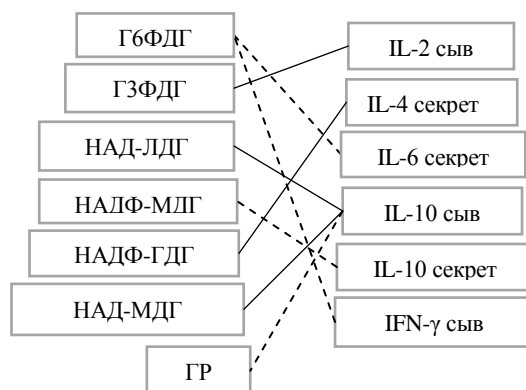 Г6ФДГ
Г3ФДГ
НАД-ЛДГ
НАДФ-МДГ
НАДФ-ГДГ
НАД-МДГ
ГР
IL-2 сыв
IL-4 секрет
IL-6 секрет
IL-10 сыв
IL-10 секрет
IFN-γ сыв